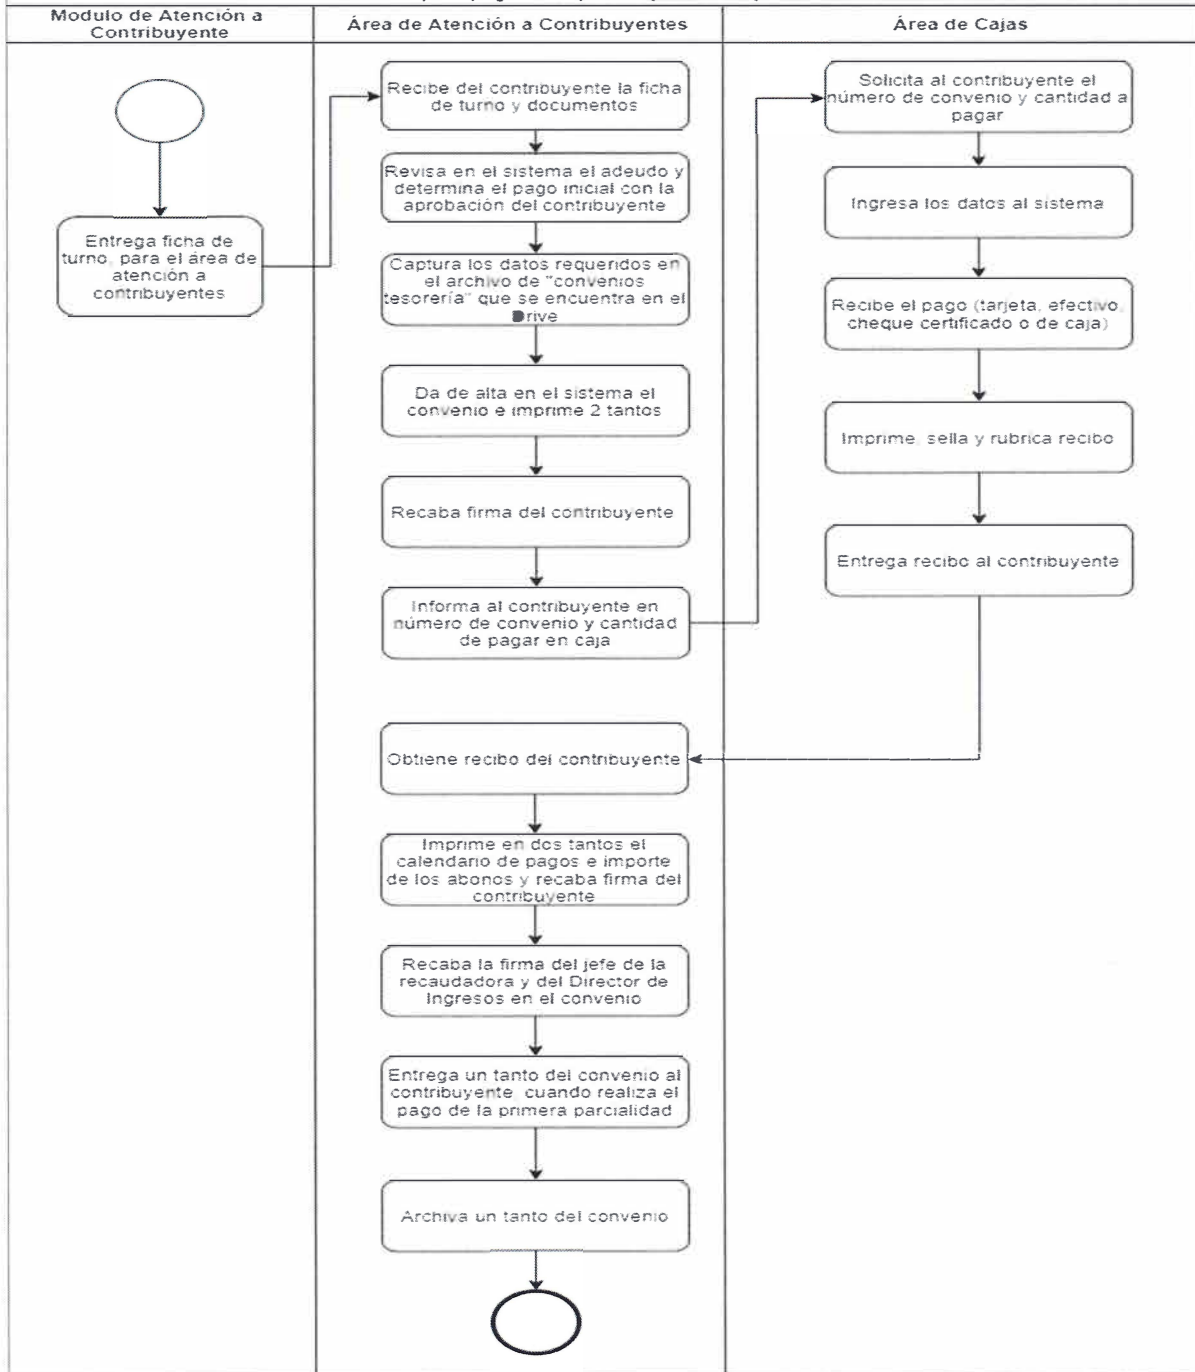 Modulo de Atención a
Contribuyente
Área de Atención a Contribuyentes
Área de Cajas
Entrega ficha de
turno, para el área de
atención a
contribuyentes
Recibe del contribuyente la ficha
de turno y documentos
Revisa en el sistema el adeudo y
determina el pago inicial con la
aprobación del contribuyente
Captura los datos requeridos en
el archivo de "convenios
tesorería" que se encuentra en el
Drive
Da de alta en el sistema el
convenio e imprime 2 tantos
Recaba firma del contribuyente
Informa al contribuyente en
número de convenio y cantidad
de pagar en caja
Solicita al contribuyente el
número de convenio y cantidad a
pagar
Ingresa los datos al sistema
Recibe el pago (tarjeta, efectivo,
cheque certificado o de caja)
Imprime, sella y rubrica recibo
Entrega recibo al contribuyente
Obtiene recibo del contribuyente
Imprime en dos tantos el
calendario de pagos e importe
de los abonos y recaba firma del
contribuyente
Recaba la firma del jefe de la
recaudadora y del Director de
Ingresos en el convenio
Entrega un tanto del convenio al
contribuyente, cuando realiza el
pago de la primera parcialidad
Archiva un tanto del convenio